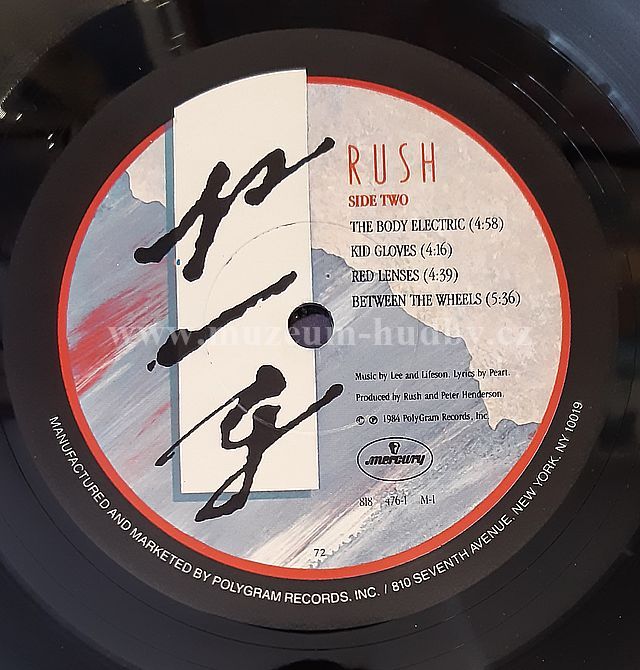 カ
一
ラ
RUSH
SIDE TWO
THE BODY ELECTRIC (4:58)
KID GLOVES (4:16)
RED LENSES (4:39)
BETWEEN THE WHEELS (5:36)
www.muzeum-hudby.cz
Music by Lee and Lifeson. Lyrics by Peart.
Produced by Rush and Peter Henderson.
© ℗ 1984 PolyGram Records, Inc.
mercury
818 476-1 M-1
72
MANUFACTURED AND MARKETED BY POLYGRAM RECORDS, INC. / 810 SEVENTH AVENUE, NEW YORK, NY 10019